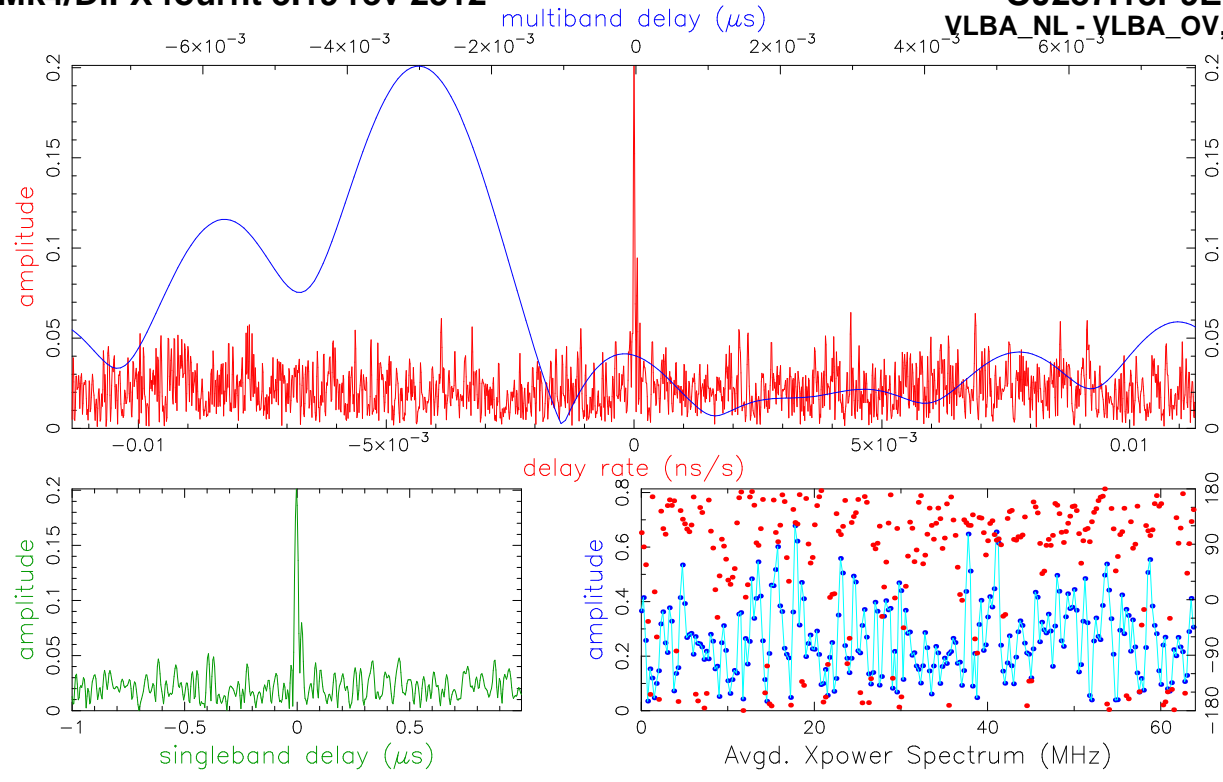 multiband delay (μs)
VLBA_NL - VLBA_OV,
−6×10⁻³ −4×10⁻³ −2×10⁻³ 0 2×10⁻³ 4×10⁻³ 6×10⁻³
amplitude
0 0.05 0.1 0.15 0.2
0 0.05 0.1 0.15 0.2
−0.01 −5×10⁻³ 0 5×10⁻³ 0.01
delay rate (ns/s)
amplitude
0 0.05 0.1 0.15 0.2
−1 −0.5 0 0.5
singleband delay (μs)
amplitude
0 0.2 0.4 0.6 0.8
−180 −90 0 90 180
0 20 40 60
Avgd. Xpower Spectrum (MHz)